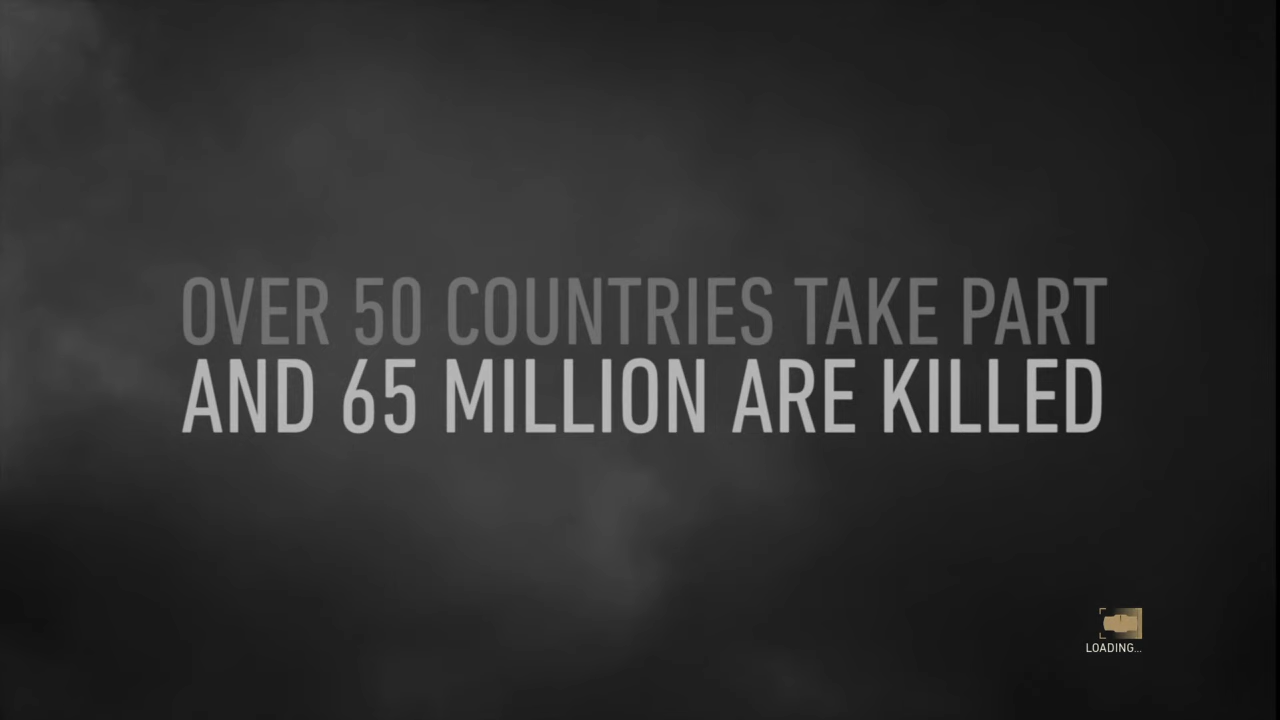 OVER 50 COUNTRIES TAKE PART
AND 65 MILLION ARE KILLED
LOADING...